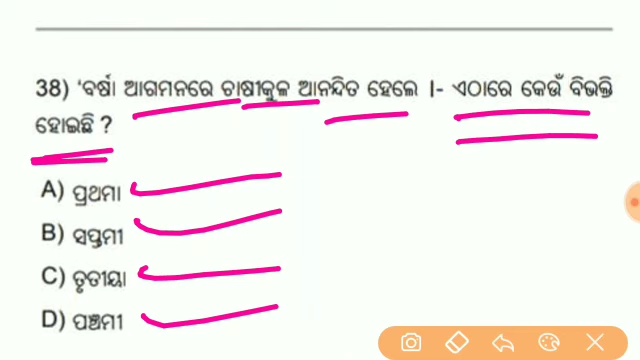 38) ‘ବର୍ଷା ଆଗମନରେ ଚାଷୀକୁଳ ଆନନ୍ଦିତ ହେଲେ ।- ଏଠାରେ କେଉଁ ବିଭକ୍ତି
ହୋଇଛି ?
A) ପ୍ରଥମା
B) ସପ୍ତମୀ
C) ତୃତୀୟା
D) ପଞ୍ଚମୀ